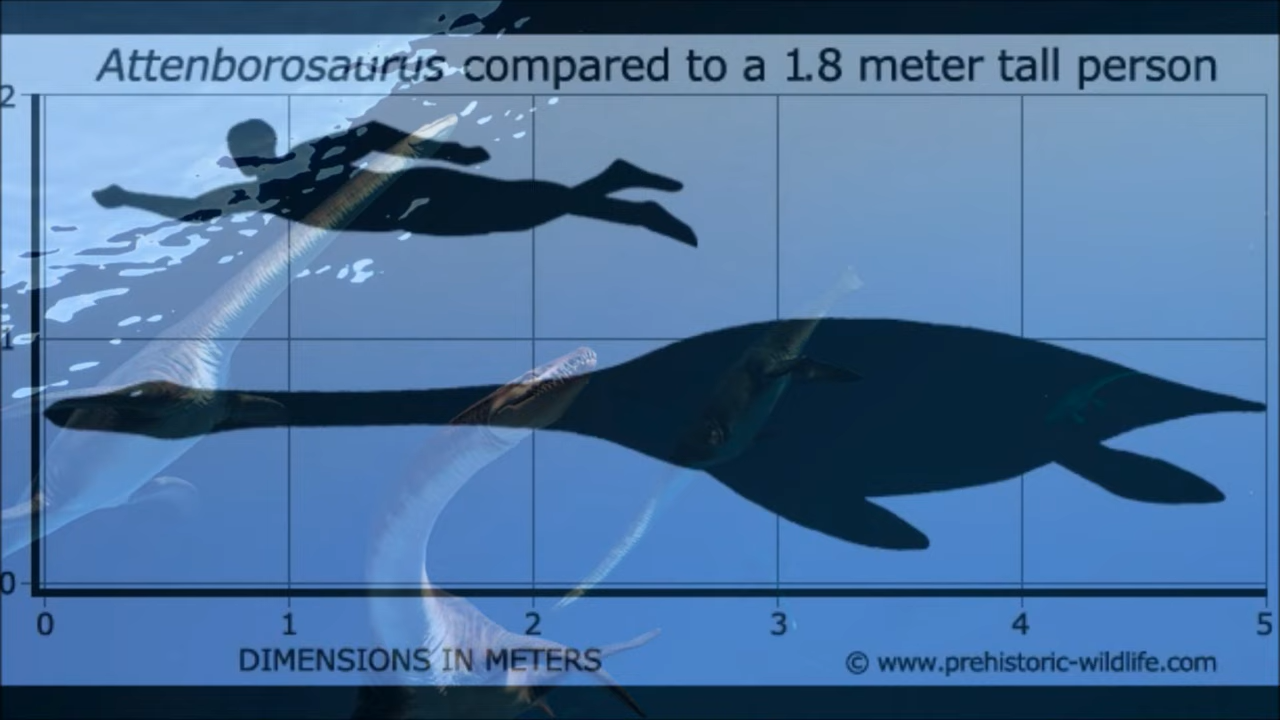 Attenborosaurus compared to a 1.8 meter tall person
2
1
0
0 1 2 3 4 5
DIMENSIONS IN METERS
© www.prehistoric-wildlife.com